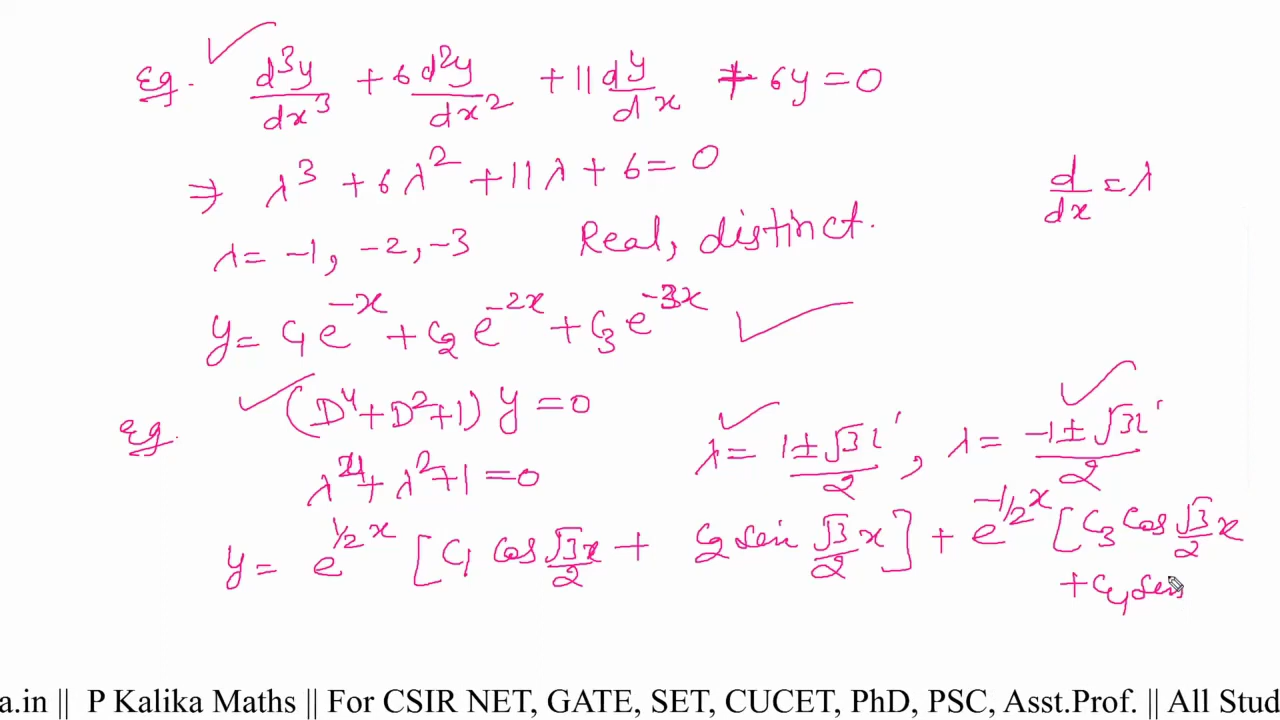 Eg. d³y/dx³ + 6 d²y/dx² + 11 dy/dx + 6y = 0
⇒ λ³ + 6λ² + 11λ + 6 = 0
d/dx = λ
λ = -1, -2, -3 Real, distinct.
y = C₁e^(-x) + C₂e^(-2x) + C₃e^(-3x)
Eg. (D⁴ + D² + 1) y = 0
λ⁴ + λ² + 1 = 0
λ = (1 ± √3i)/2 , λ = (-1 ± √3i)/2
y = e^(1/2 x) [C₁ cos √3x/2 + C₂ sin √3/2 x] + e^(-1/2 x) [C₃ cos √3/2 x
+ C₄ sin
a.in || P Kalika Maths || For CSIR NET, GATE, SET, CUCET, PhD, PSC, Asst.Prof. || All Stud